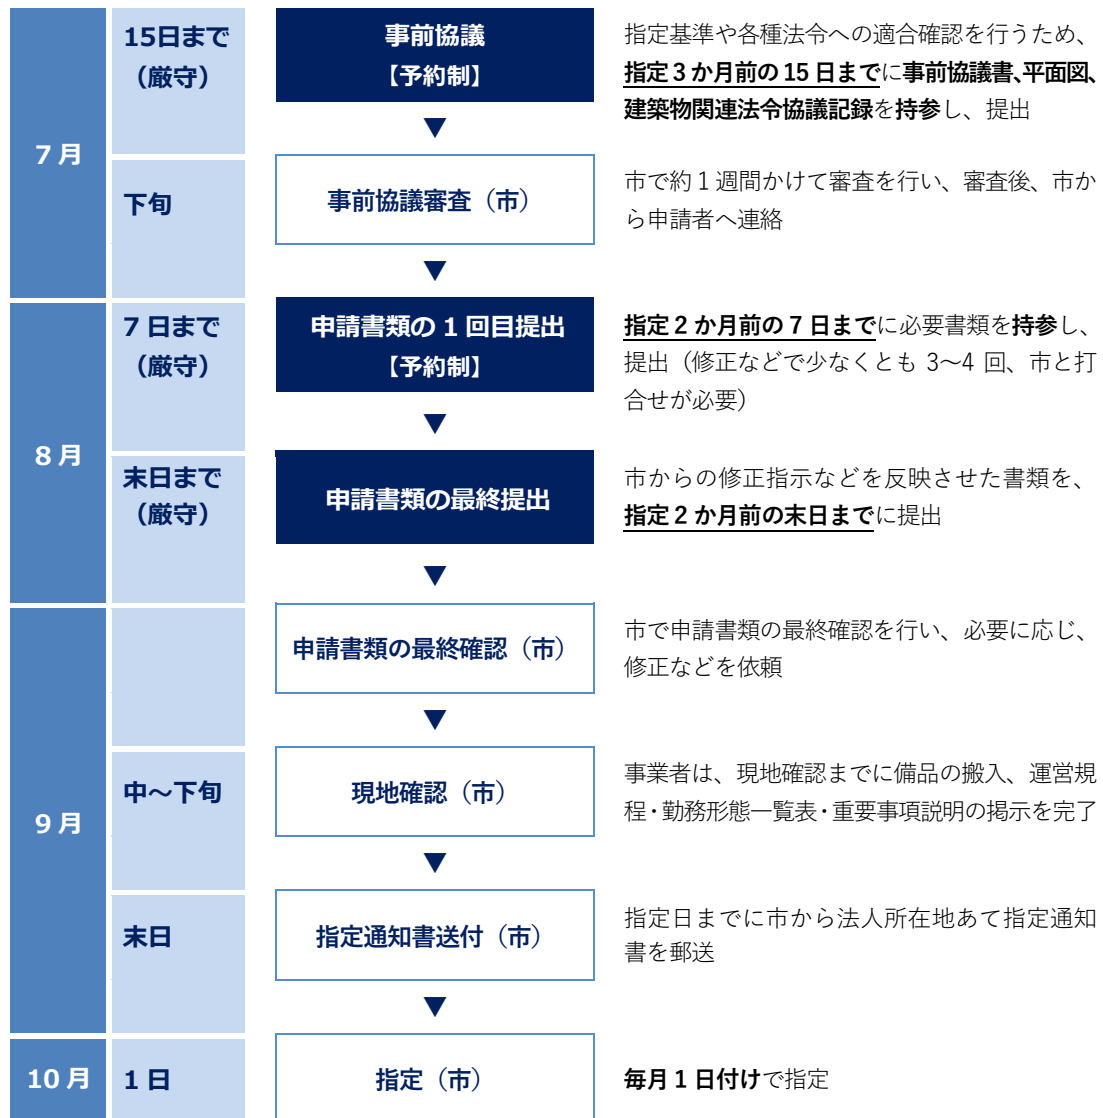 7月
15日まで
（厳守）
事前協議
【予約制】
指定基準や各種法令への適合確認を行うため、
指定3か月前の15日までに事前協議書、平面図、
建築物関連法令協議記録を持参し、提出
▼
下旬
事前協議審査（市）
市で約1週間かけて審査を行い、審査後、市か
ら申請者へ連絡
▼
8月
7日まで
（厳守）
申請書類の1回目提出
【予約制】
指定2か月前の7日までに必要書類を持参し、
提出（修正などで少なくとも 3～4 回、市と打
合せが必要）
▼
末日まで
（厳守）
申請書類の最終提出
市からの修正指示などを反映させた書類を、
指定2か月前の末日までに提出
▼
9月
申請書類の最終確認（市）
市で申請書類の最終確認を行い、必要に応じ、
修正などを依頼
▼
中～下旬
現地確認（市）
事業者は、現地確認までに備品の搬入、運営規
程・勤務形態一覧表・重要事項説明の掲示を完了
▼
末日
指定通知書送付（市）
指定日までに市から法人所在地あて指定通知
書を郵送
▼
10月
1日
指定（市）
毎月1日付けで指定